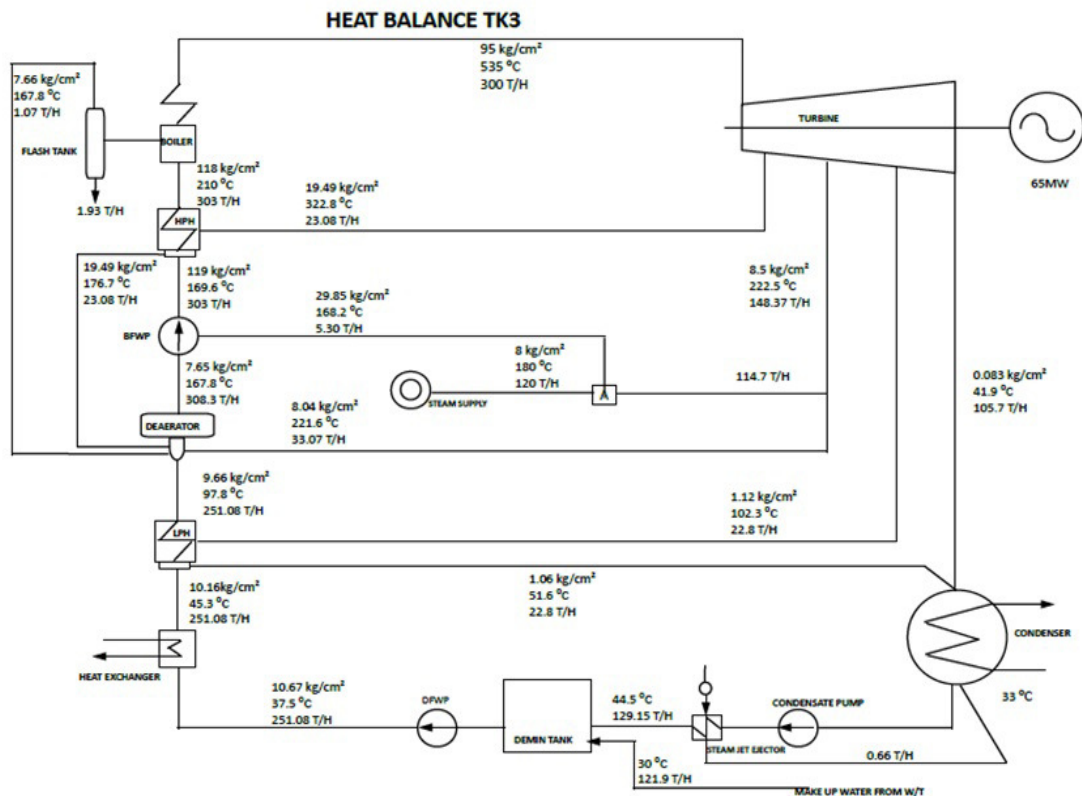 HEAT BALANCE TK3
95 kg/cm²
535 °C
300 T/H
7.66 kg/cm²
167.8 °C
1.07 T/H
FLASH TANK
1.93 T/H
BOILER
TURBINE
65MW
118 kg/cm²
210 °C
303 T/H
19.49 kg/cm²
322.8 °C
23.08 T/H
HPH
19.49 kg/cm²
176.7 °C
23.08 T/H
119 kg/cm²
169.6 °C
303 T/H
29.85 kg/cm²
168.2 °C
5.30 T/H
8.5 kg/cm²
222.5 °C
148.37 T/H
BFWP
7.65 kg/cm²
167.8 °C
308.3 T/H
8 kg/cm²
180 °C
120 T/H
STEAM SUPPLY
A
114.7 T/H
0.083 kg/cm²
41.9 °C
105.7 T/H
DEAERATOR
8.04 kg/cm²
221.6 °C
33.07 T/H
9.66 kg/cm²
97.8 °C
251.08 T/H
1.12 kg/cm²
102.3 °C
22.8 T/H
LPH
10.16kg/cm²
45.3 °C
251.08 T/H
1.06 kg/cm²
51.6 °C
22.8 T/H
CONDENSER
33 °C
HEAT EXCHANGER
10.67 kg/cm²
37.5 °C
251.08 T/H
DFWP
DEMIN TANK
44.5 °C
129.15 T/H
CONDENSATE PUMP
STEAM JET EJECTOR
0.66 T/H
30 °C
121.9 T/H
MAKE UP WATER FROM W/T